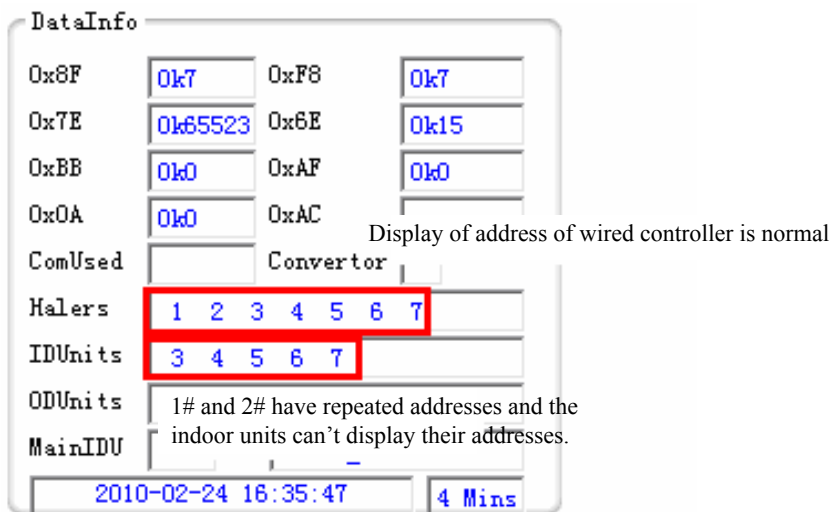 DataInfo
0x8F 0k7 0xF8 0k7
0x7E 0k65523 0x6E 0k15
0xBB 0k0 0xAF 0k0
0x0A 0k0 0xAC
Display of address of wired controller is normal
ComUsed Convertor
Halers 1 2 3 4 5 6 7
IDUnits 3 4 5 6 7
ODUnits
1# and 2# have repeated addresses and the
indoor units can't display their addresses.
MainIDU
2010-02-24 16:35:47 4 Mins